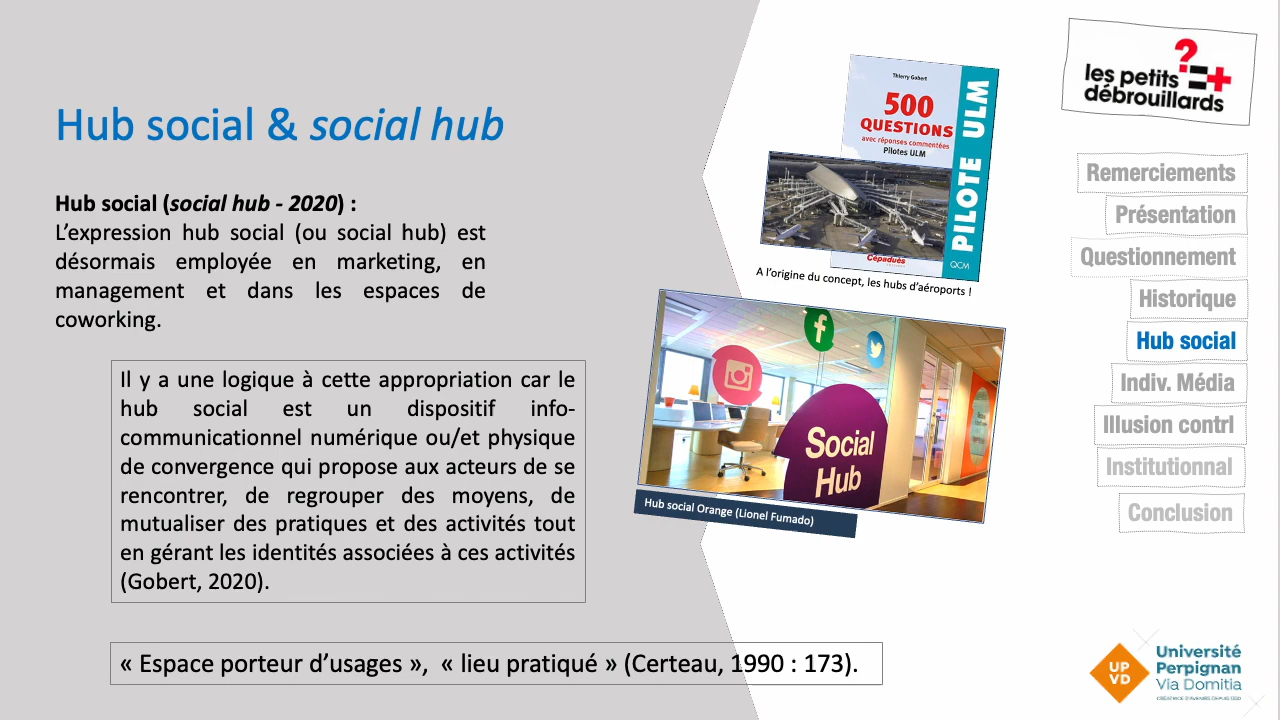 Hub social & social hub
Hub social (social hub - 2020) :
L’expression hub social (ou social hub) est
désormais employée en marketing, en
management et dans les espaces de
coworking.
Il y a une logique à cette appropriation car le
hub social est un dispositif info-
communicationnel numérique ou/et physique
de convergence qui propose aux acteurs de se
rencontrer, de regrouper des moyens, de
mutualiser des pratiques et des activités tout
en gérant les identités associées à ces activités
(Gobert, 2020).
« Espace porteur d’usages », « lieu pratiqué » (Certeau, 1990 : 173).
Thierry Gobert
500
QUESTIONS
avec réponses commentées
Pilotes ULM
PILOTE ULM
Cépaduès
QCM
A l’origine du concept, les hubs d’aéroports !
Social
Hub
Hub social Orange (Lionel Fumado)
les petits
débrouillards
Remerciements
Présentation
Questionnement
Historique
Hub social
Indiv. Média
Illusion contrl
Institutionnal
Conclusion
UP
VD
Université
Perpignan
Via Domitia